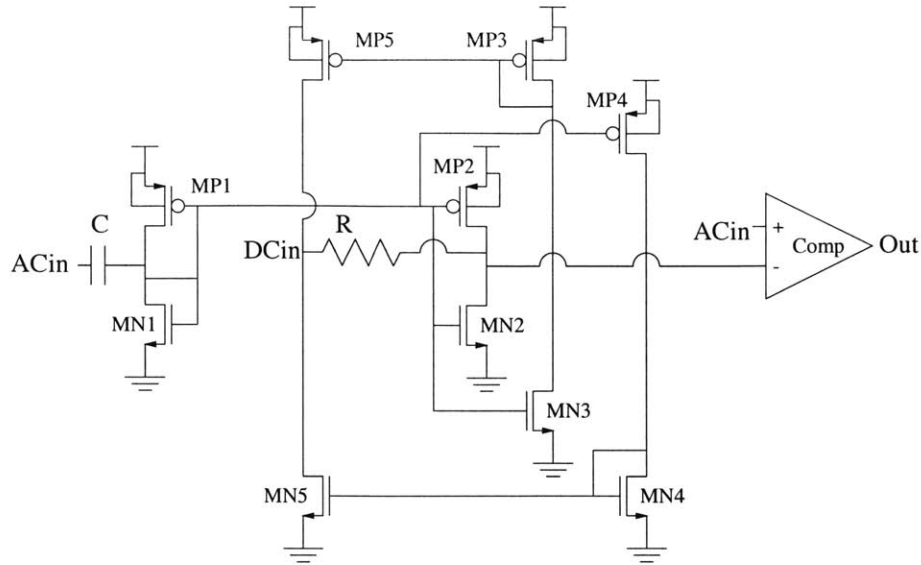 MP5
MP3
MP4
MP1
MP2
C
R
ACin
DCin
ACin
+
Comp
-
Out
MN1
MN2
MN3
MN5
MN4